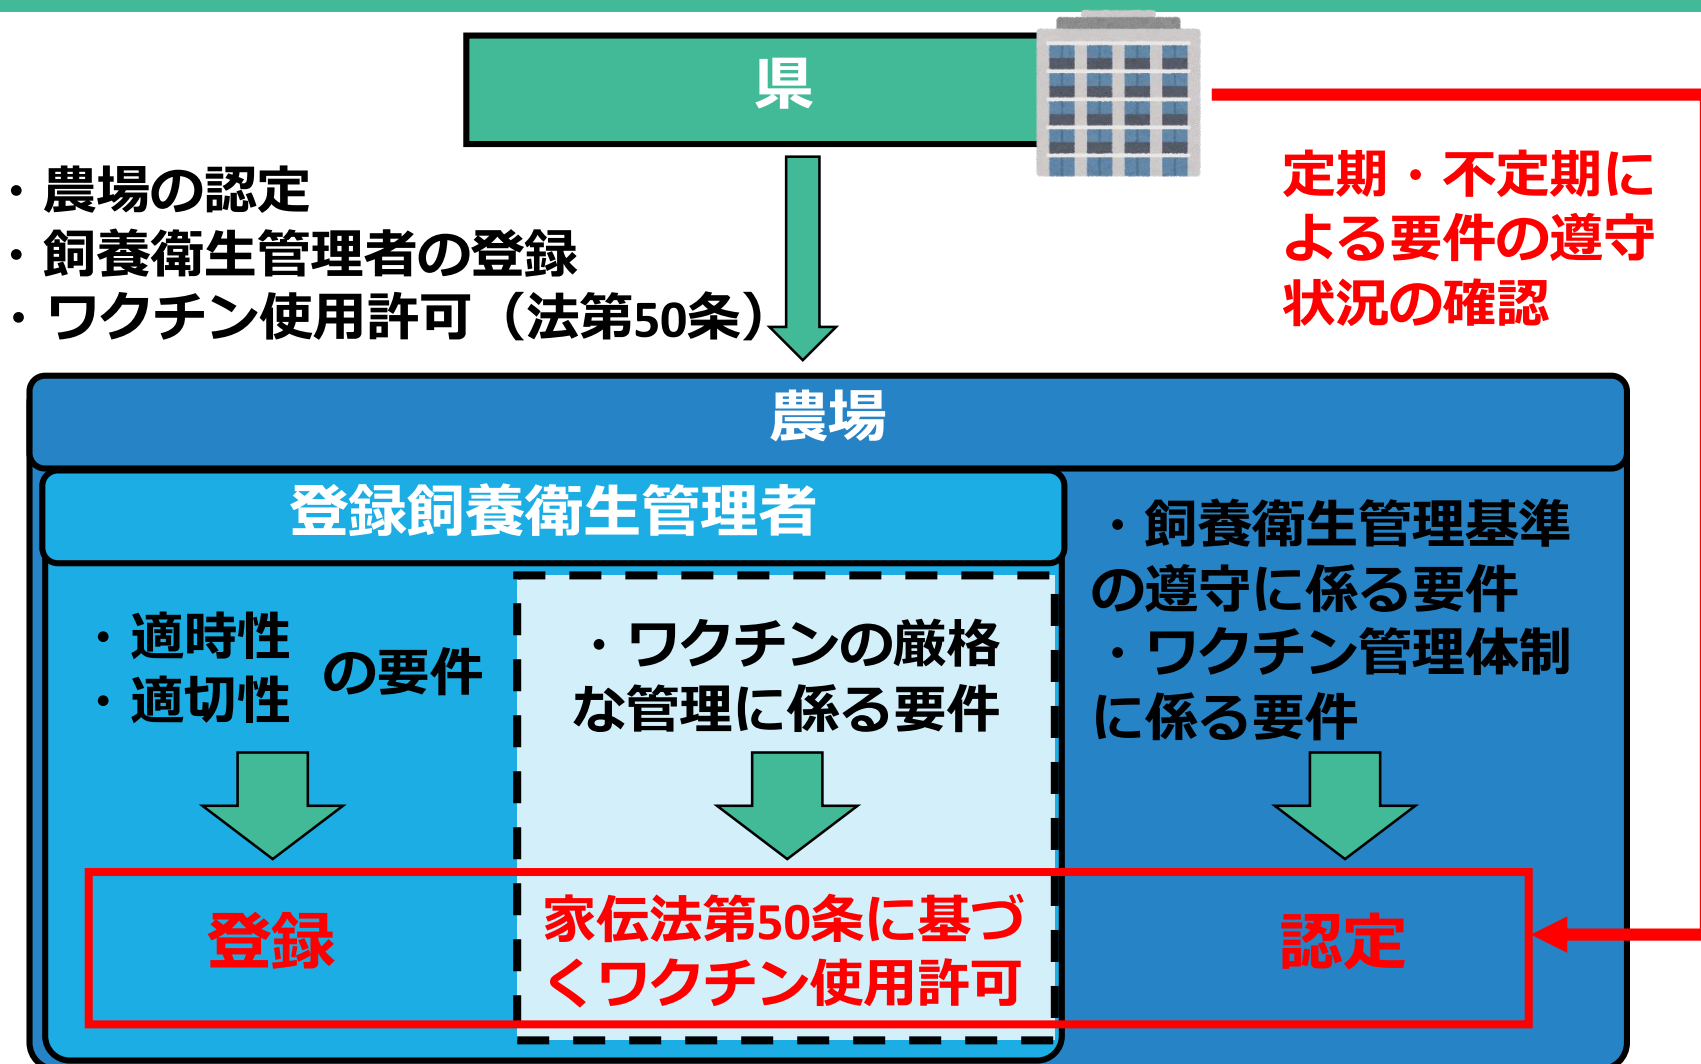 県
・農場の認定
・飼養衛生管理者の登録
・ワクチン使用許可（法第50条）
定期・不定期に
よる要件の遵守
状況の確認
農場
登録飼養衛生管理者
・適時性
・適切性
の要件
・ワクチンの厳格
な管理に係る要件
・飼養衛生管理基準
の遵守に係る要件
・ワクチン管理体制
に係る要件
登録
家伝法第50条に基づ
くワクチン使用許可
認定